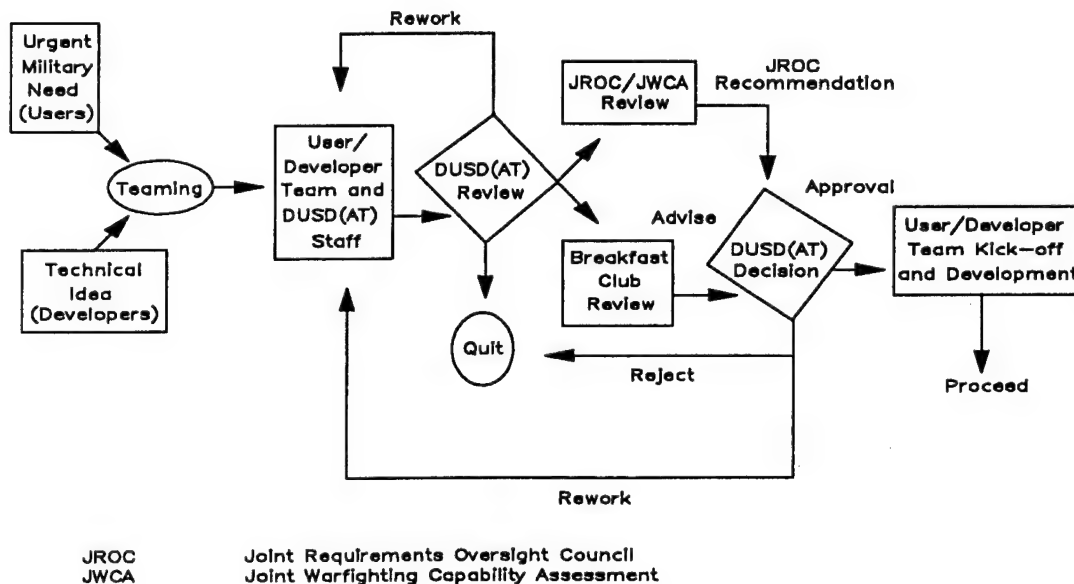 Rework
Urgent
Military
Need
(Users)
Teaming
Technical
Idea
(Developers)
User/
Developer
Team and
DUSD(AT)
Staff
DUSD(AT)
Review
Quit
JROC/JWCA
Review
JROC
Recommendation
Breakfast
Club
Review
Advise
DUSD(AT)
Decision
Approval
User/Developer
Team Kick-off
and Development
Proceed
Reject
Rework
JROC Joint Requirements Oversight Council
JWCA Joint Warfighting Capability Assessment